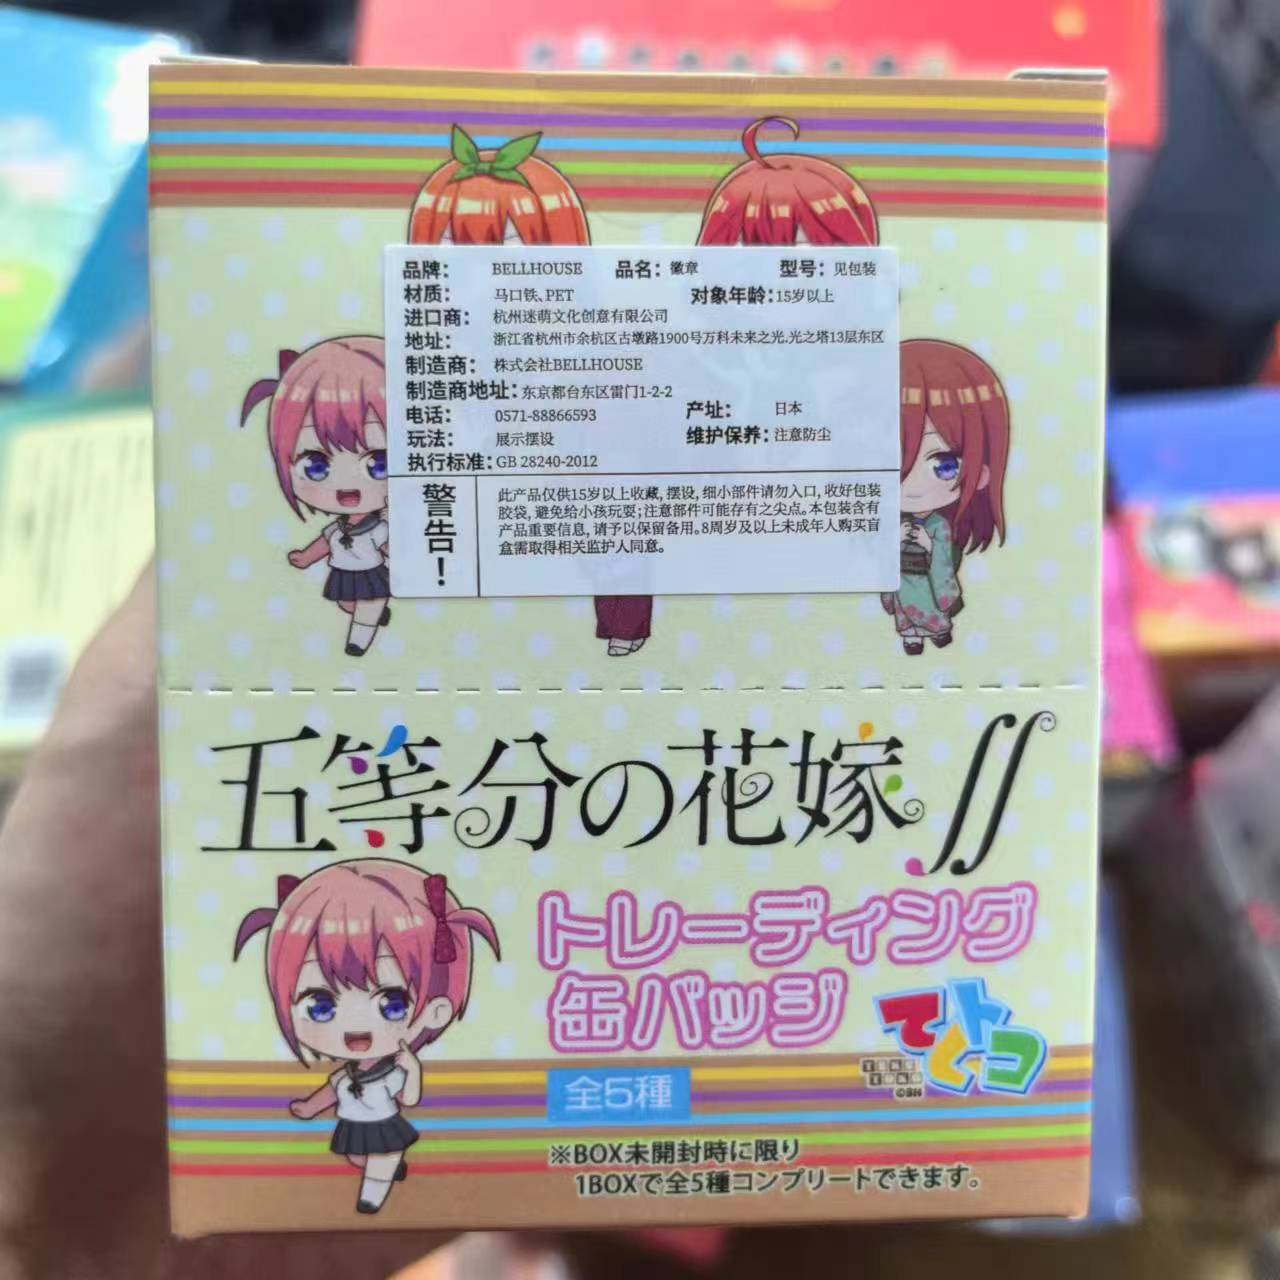 品牌： BELLHOUSE 品名：徽章 型号：见包装
材质： 马口铁、PET 对象年龄：15岁以上
进口商： 杭州迷萌文化创意有限公司
地址： 浙江省杭州市余杭区古墩路1900号万科未来之光.光之塔13层东区
制造商： 株式会社BELLHOUSE
制造商地址：东京都台东区雷门1-2-2
电话： 0571-88866593 产址： 日本
玩法： 展示摆设 维护保养：注意防尘
执行标准：GB 28240-2012
警告！
此产品仅供15岁以上收藏, 摆设, 细小部件请勿入口, 收好包装
胶袋, 避免给小孩玩耍；注意部件可能存有之尖点。本包装含有
产品重要信息, 请予以保留备用。8周岁及以上未成年人购买盲
盒需取得相关监护人同意。
五等分の花嫁∬
トレーディング
缶バッジ
てくトコ
TEKU
TOKO
©BH
全5種
※BOX未開封時に限り
1BOXで全5種コンプリートできます。